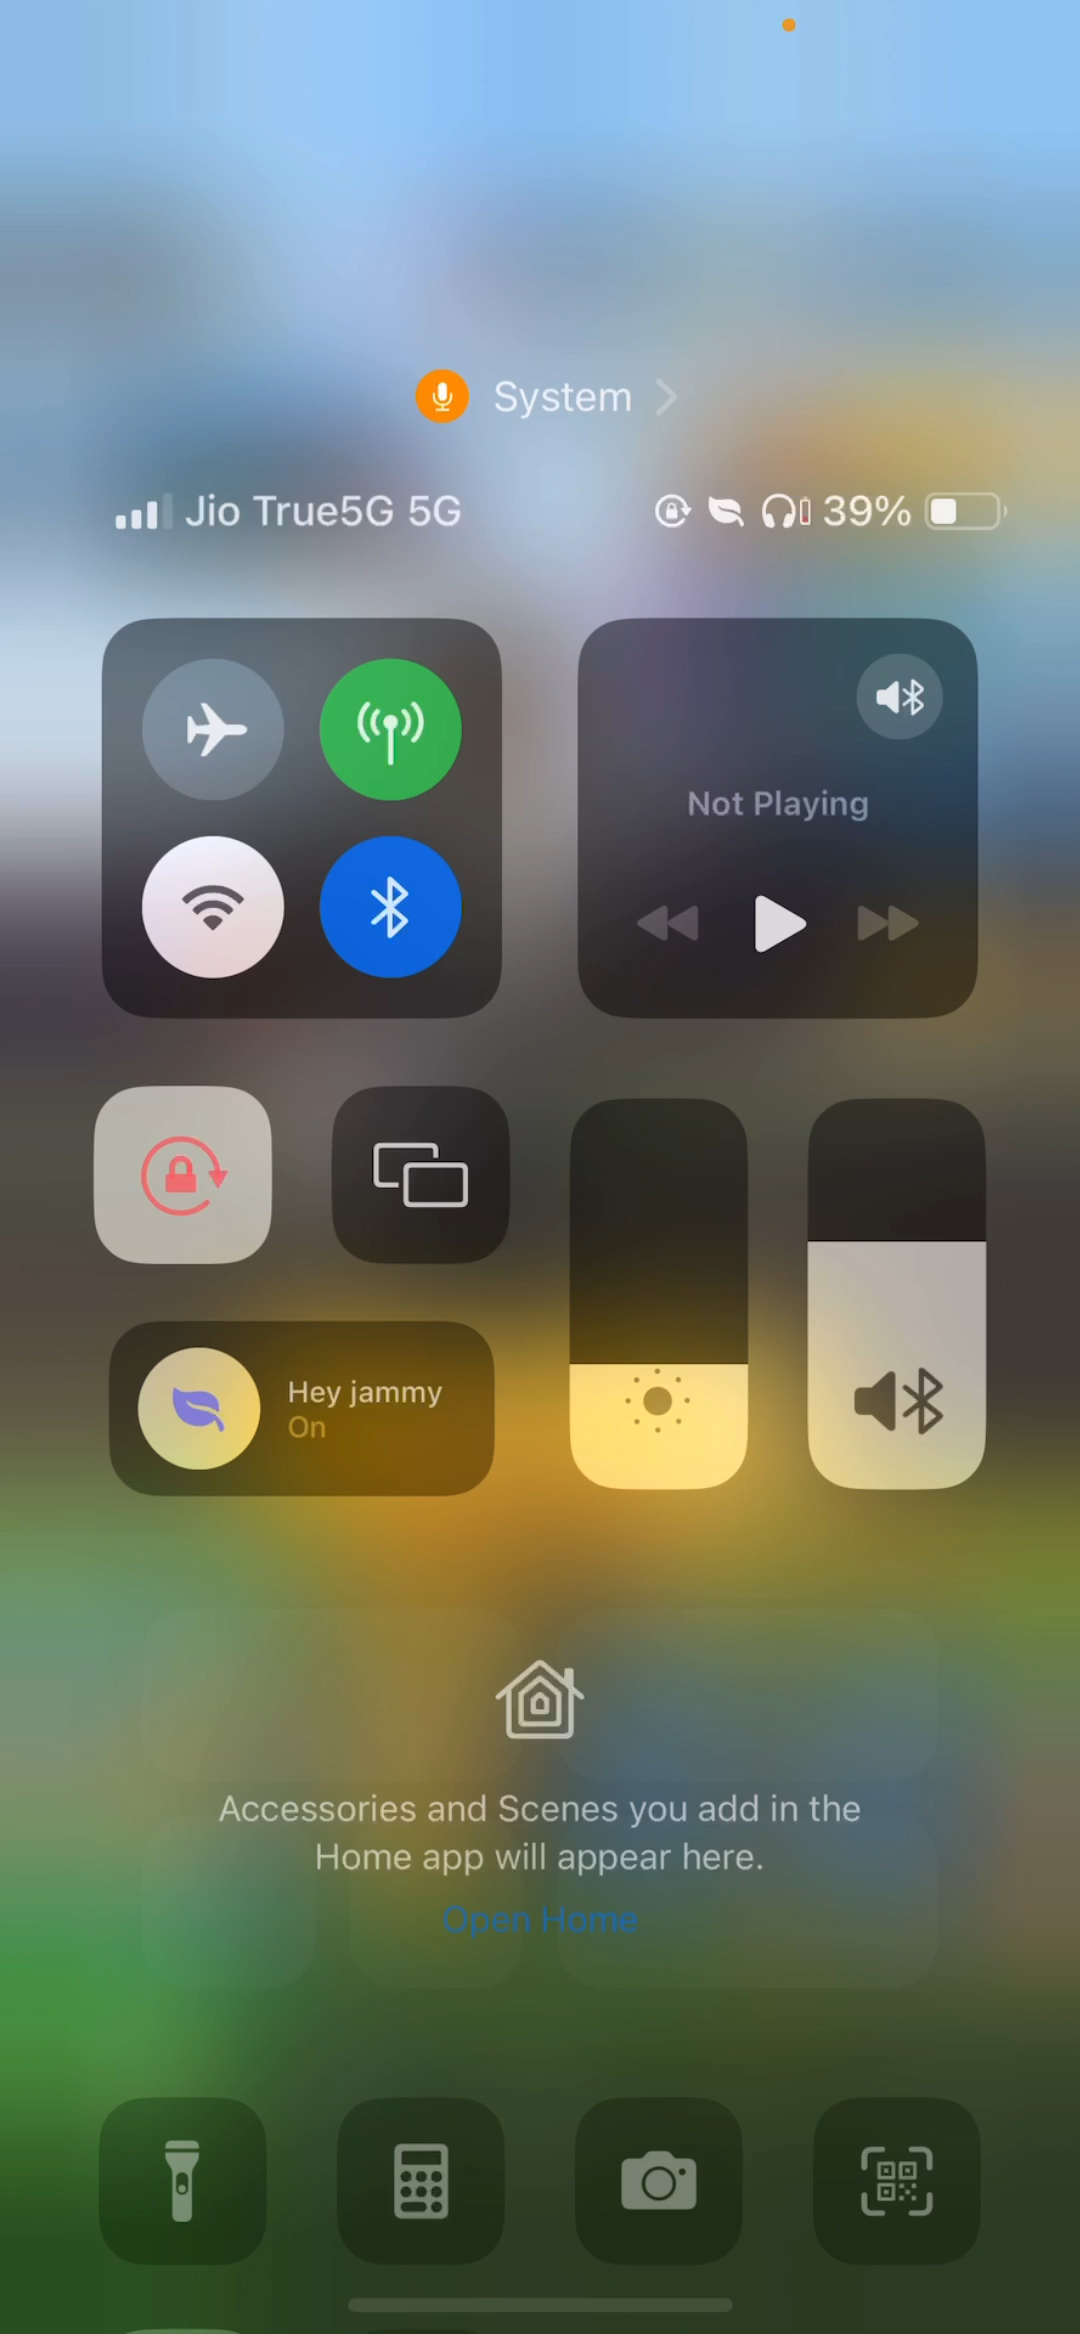 System
Jio True5G 5G 39%
Not Playing
Hey jammy
On
Accessories and Scenes you add in the
Home app will appear here.
Open Home